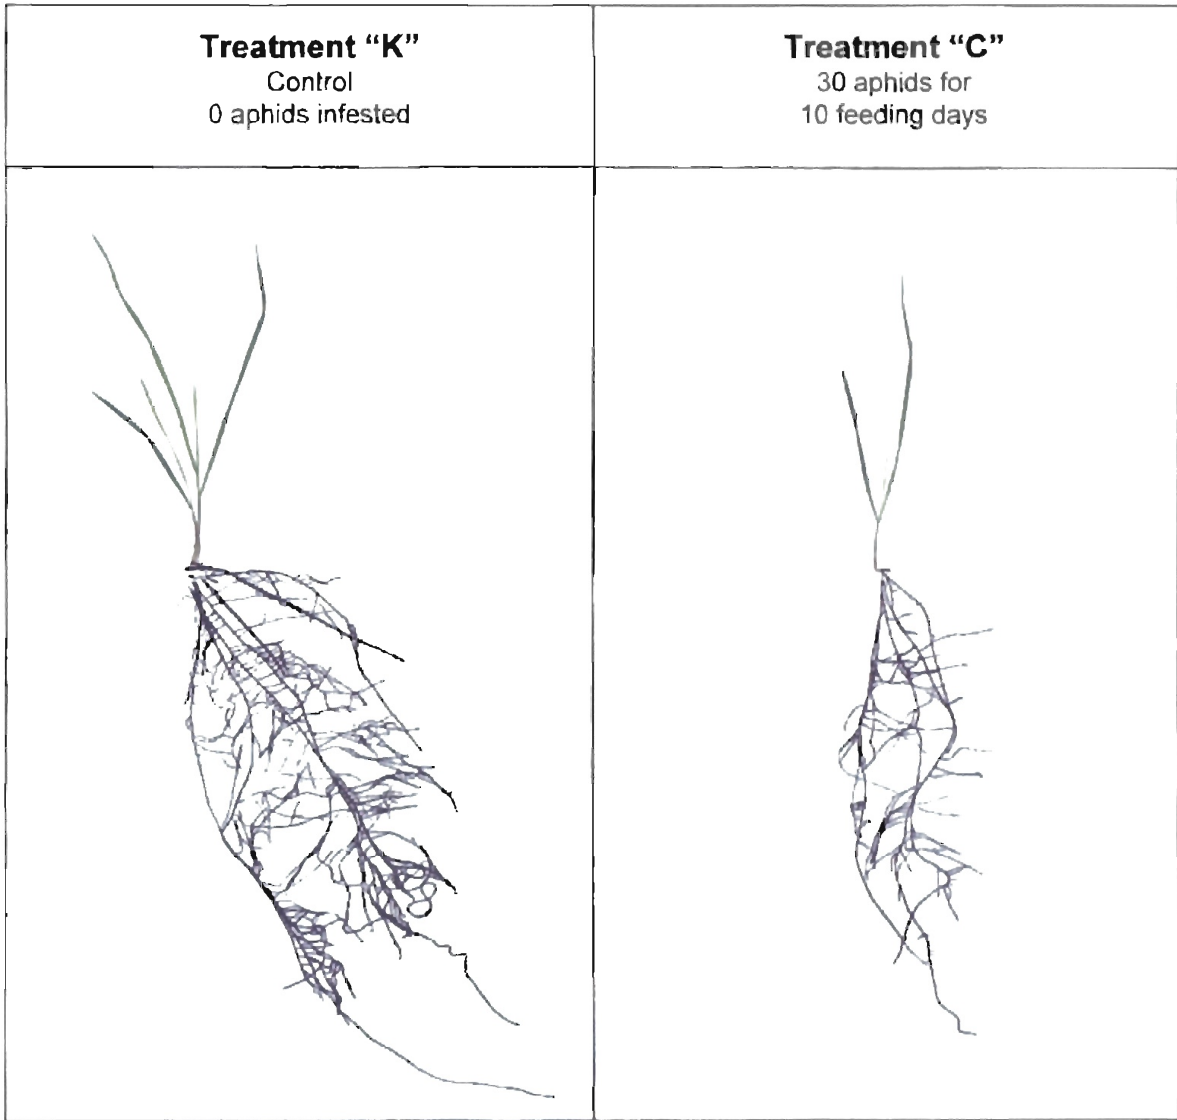 Treatment “K”
Control
0 aphids infested
Treatment “C”
30 aphids for
10 feeding days